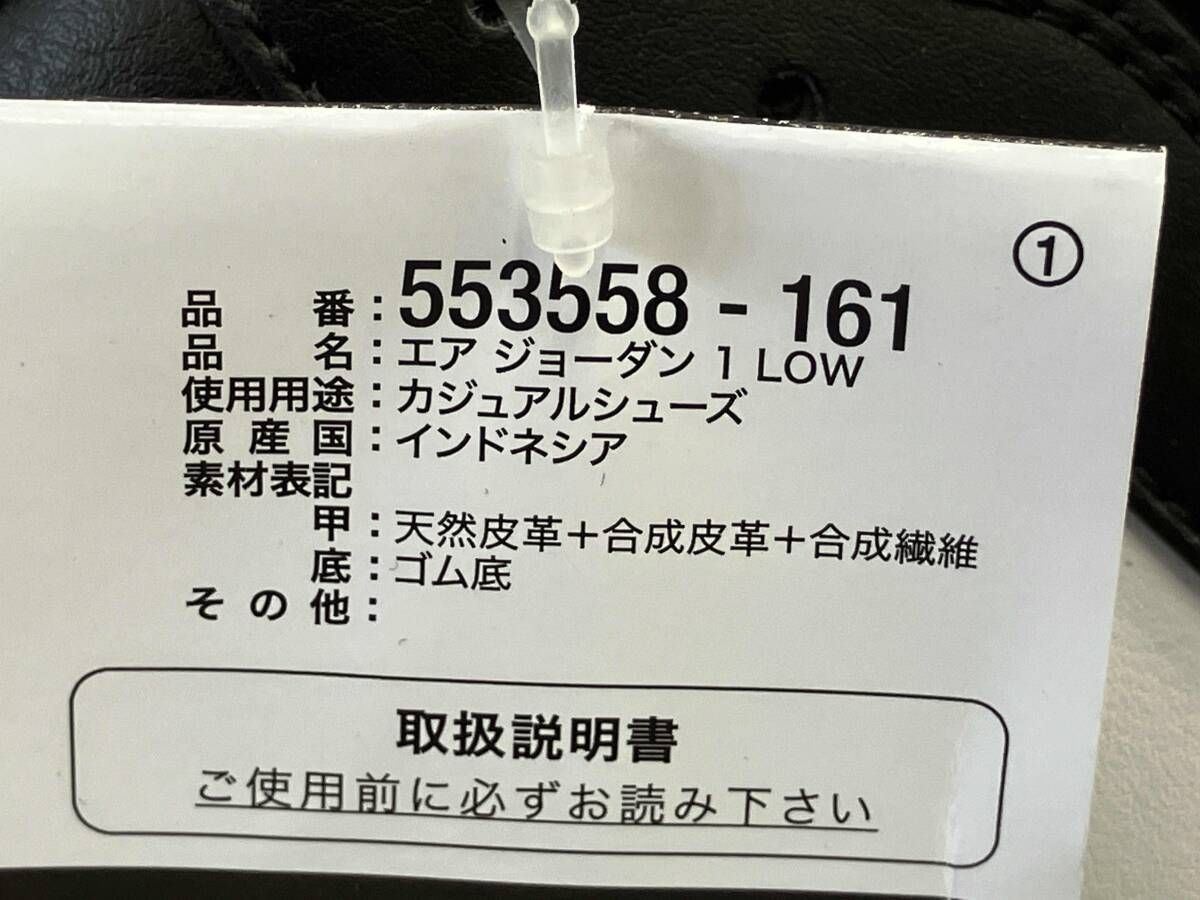 ①
品番：553558 - 161
品名：エア ジョーダン 1 LOW
使用用途：カジュアルシューズ
原産国：インドネシア
素材表記
甲：天然皮革＋合成皮革＋合成繊維
底：ゴム底
その他：
取扱説明書
ご使用前に必ずお読み下さい